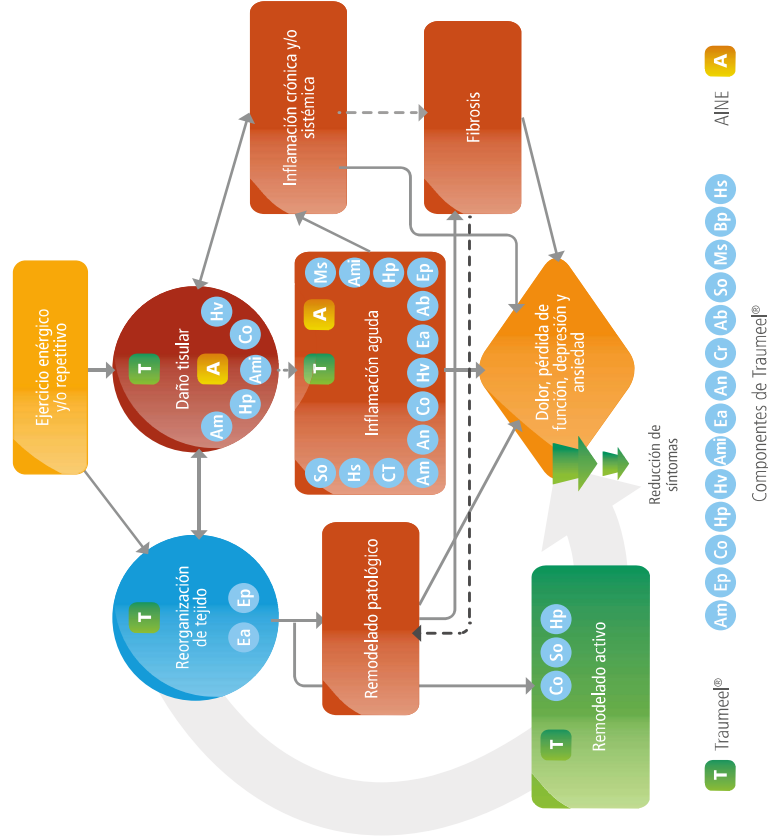 Ejercicio enérgico
y/o repetitivo
T
Reorganización
de tejido
Ea
Ep
T
Daño tisular
A
Am
Hp
Ami
Co
Hv
Inflamación crónica y/o
sistémica
Remodelado patológico
So
Hs
CT
Am
T
A
Inflamación aguda
An
Co
Hv
Ea
Ab
Ep
Hp
Ami
Ms
Fibrosis
T
Co
So
Hp
Remodelado activo
Reducción de
síntomas
Dolor, pérdida de
función, depresión y
ansiedad
T Traumeel®
Am Ep Co Hp Hv Ami Ea An Cr Ab So Ms Bp Hs
Componentes de Traumeel®
AINE A